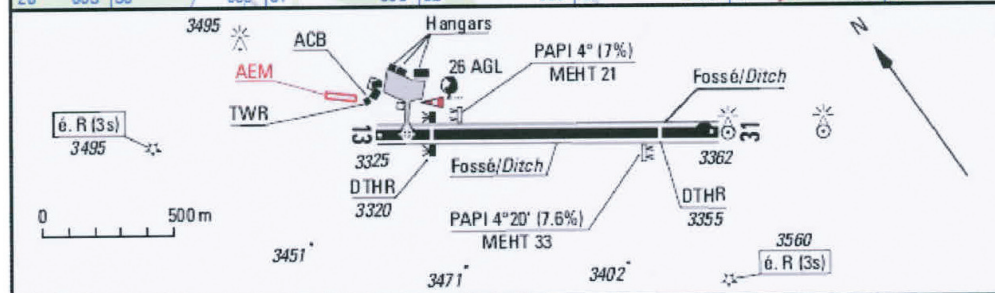 3495
ACB
Hangars
AEM
26 AGL
PAPI 4° (7%)
MEHT 21
N
TWR
Fossé/Ditch
é. R (3s)
3495
13
31
3325
Fossé/Ditch
3362
DTHR
3320
DTHR
3355
0
500 m
PAPI 4°20' (7.6%)
MEHT 33
3451
3471
3402
3560
é. R (3s)